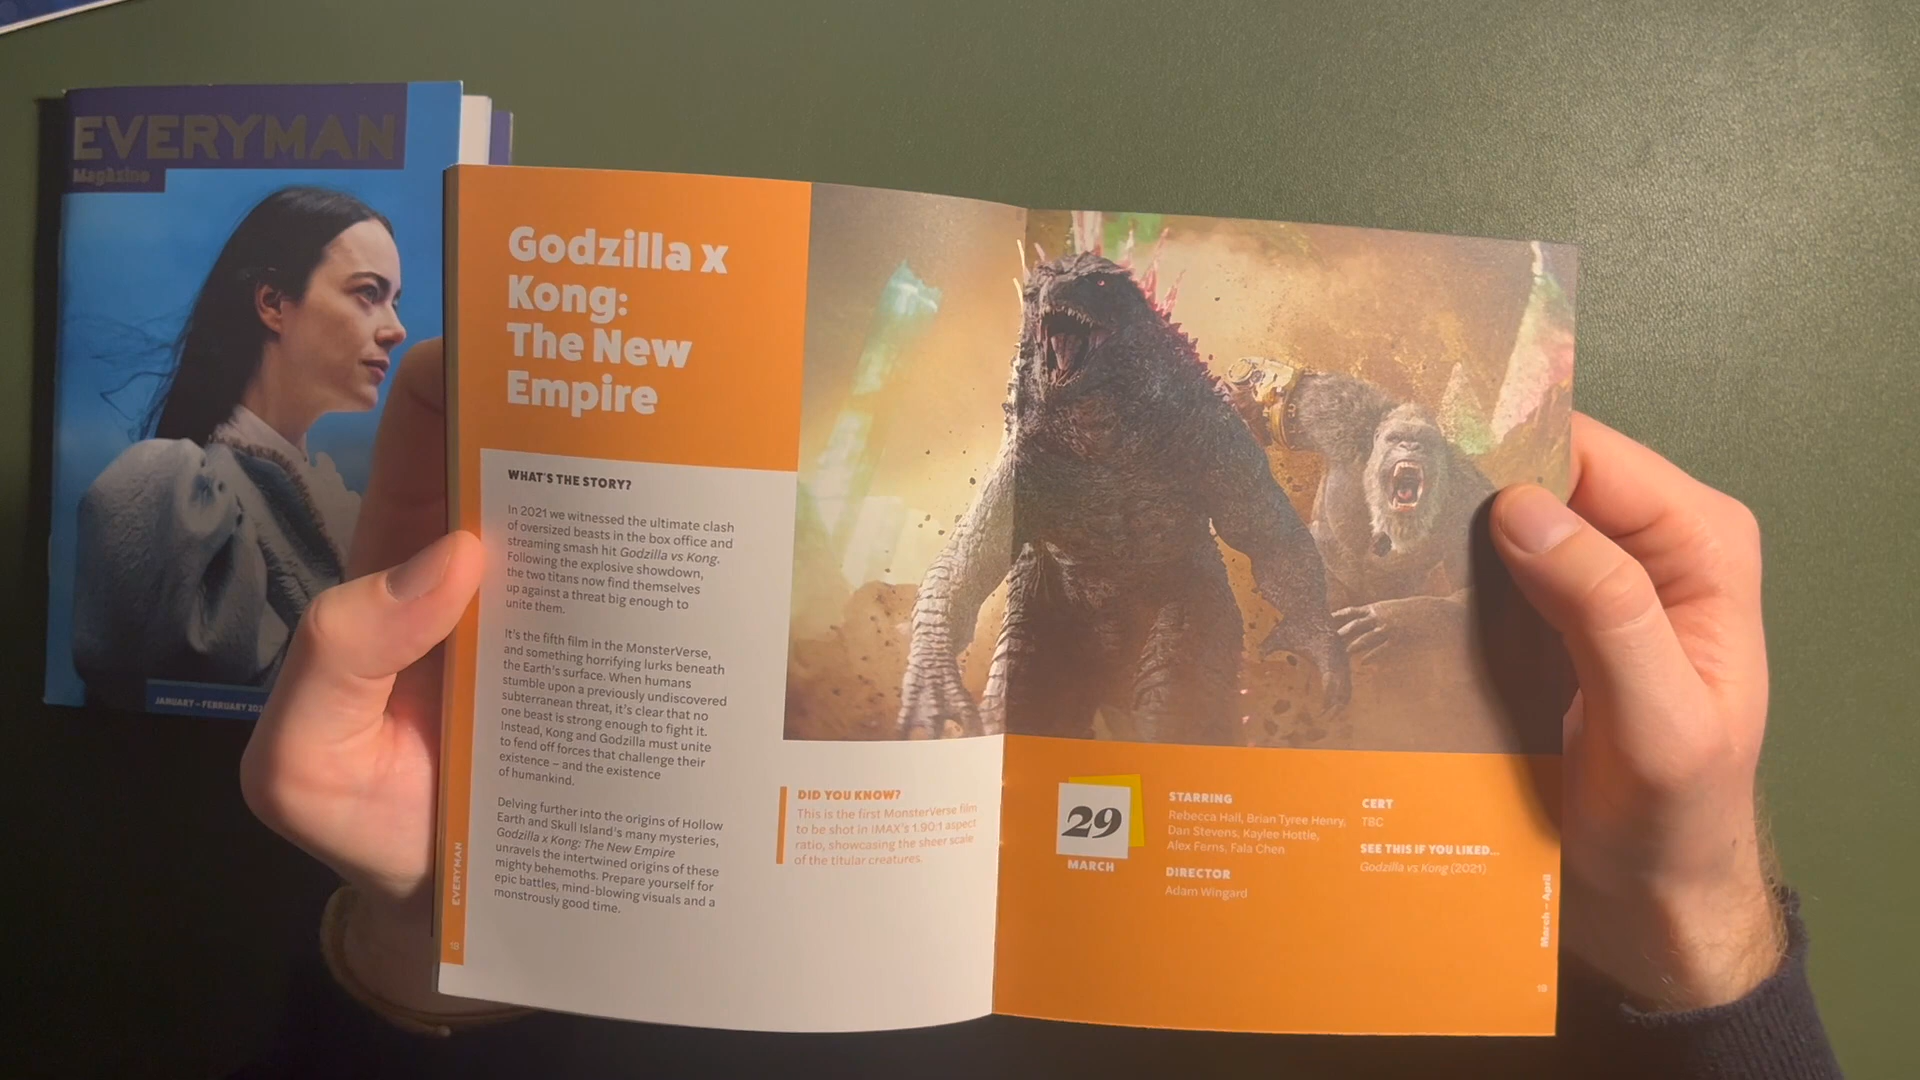 EVERYMAN
Magazine
JANUARY – FEBRUARY
Godzilla x
Kong:
The New
Empire
WHAT'S THE STORY?
In 2021 we witnessed the ultimate clash
of oversized beasts in the box office and
streaming smash hit Godzilla vs Kong.
Following the explosive showdown,
the two titans now find themselves
up against a threat big enough to
unite them.
It's the fifth film in the MonsterVerse,
and something horrifying lurks beneath
the Earth's surface. When humans
stumble upon a previously undiscovered
subterranean threat, it's clear that no
one beast is strong enough to fight it.
Instead, Kong and Godzilla must unite
to fend off forces that challenge their
existence – and the existence
of humankind.
Delving further into the origins of Hollow
Earth and Skull Island's many mysteries,
Godzilla x Kong: The New Empire
unravels the intertwined origins of these
mighty behemoths. Prepare yourself for
epic battles, mind-blowing visuals and a
monstrously good time.
EVERYMAN
18
DID YOU KNOW?
This is the first MonsterVerse film
to be shot in IMAX's 1.90:1 aspect
ratio, showcasing the sheer scale
of the titular creatures.
29
MARCH
STARRING
Rebecca Hall, Brian Tyree Henry,
Dan Stevens, Kaylee Hottle,
Alex Ferns, Fala Chen
DIRECTOR
Adam Wingard
CERT
TBC
SEE THIS IF YOU LIKED...
Godzilla vs Kong (2021)
March – April
19